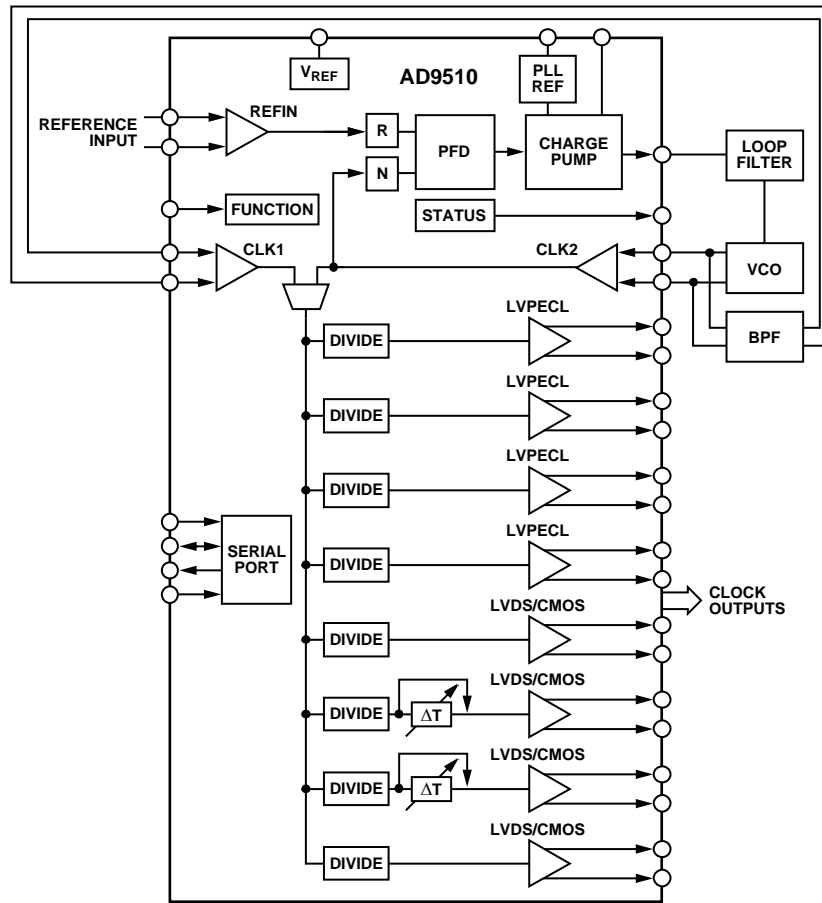 VREF
AD9510
PLL
REF
REFERENCE
INPUT
REFIN
R
PFD
CHARGE
PUMP
LOOP
FILTER
N
FUNCTION
STATUS
CLK1
CLK2
VCO
BPF
LVPECL
DIVIDE
LVPECL
DIVIDE
LVPECL
DIVIDE
SERIAL
PORT
LVPECL
DIVIDE
CLOCK
OUTPUTS
LVDS/CMOS
DIVIDE
LVDS/CMOS
DIVIDE
ΔT
LVDS/CMOS
DIVIDE
ΔT
LVDS/CMOS
DIVIDE